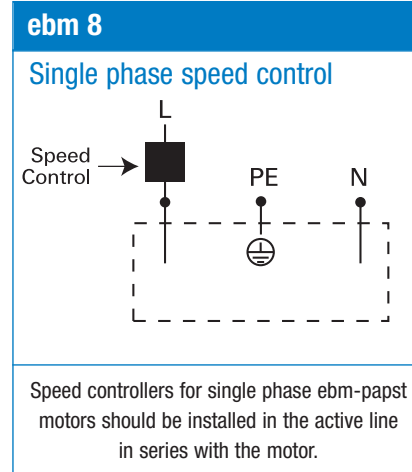 ebm 8
Single phase speed control
L
Speed
Control
PE
N
Speed controllers for single phase ebm-papst
motors should be installed in the active line
in series with the motor.